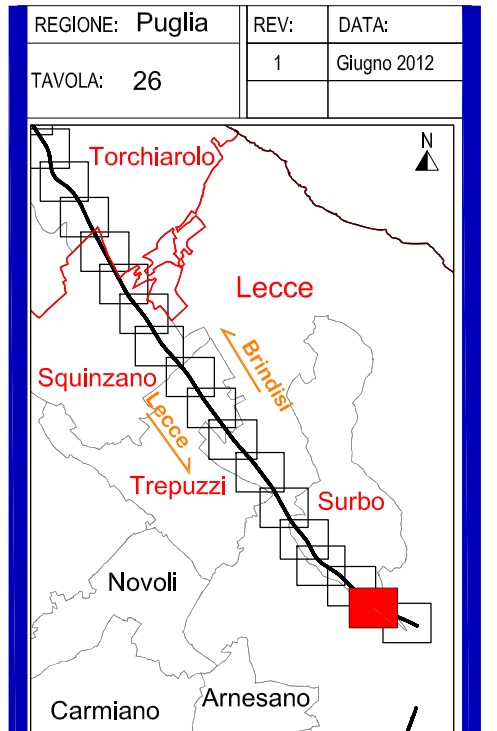 REGIONE: Puglia
REV:
DATA:
TAVOLA: 26
1
Giugno 2012
N
Torchiarolo
Lecce
Brindisi
Squinzano
Lecce
Trepuzzi
Surbo
Novoli
Arnesano
Carmiano